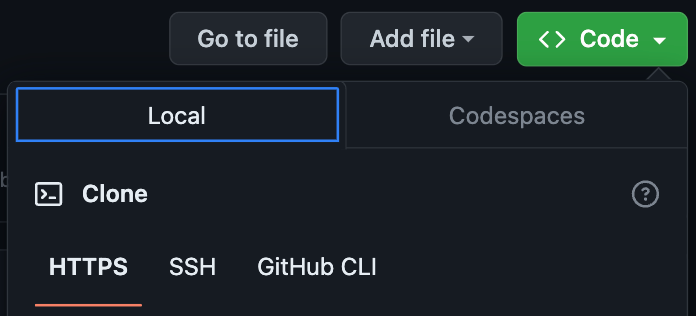 Go to file Add file <> Code
Local Codespaces
Clone
HTTPS SSH GitHub CLI